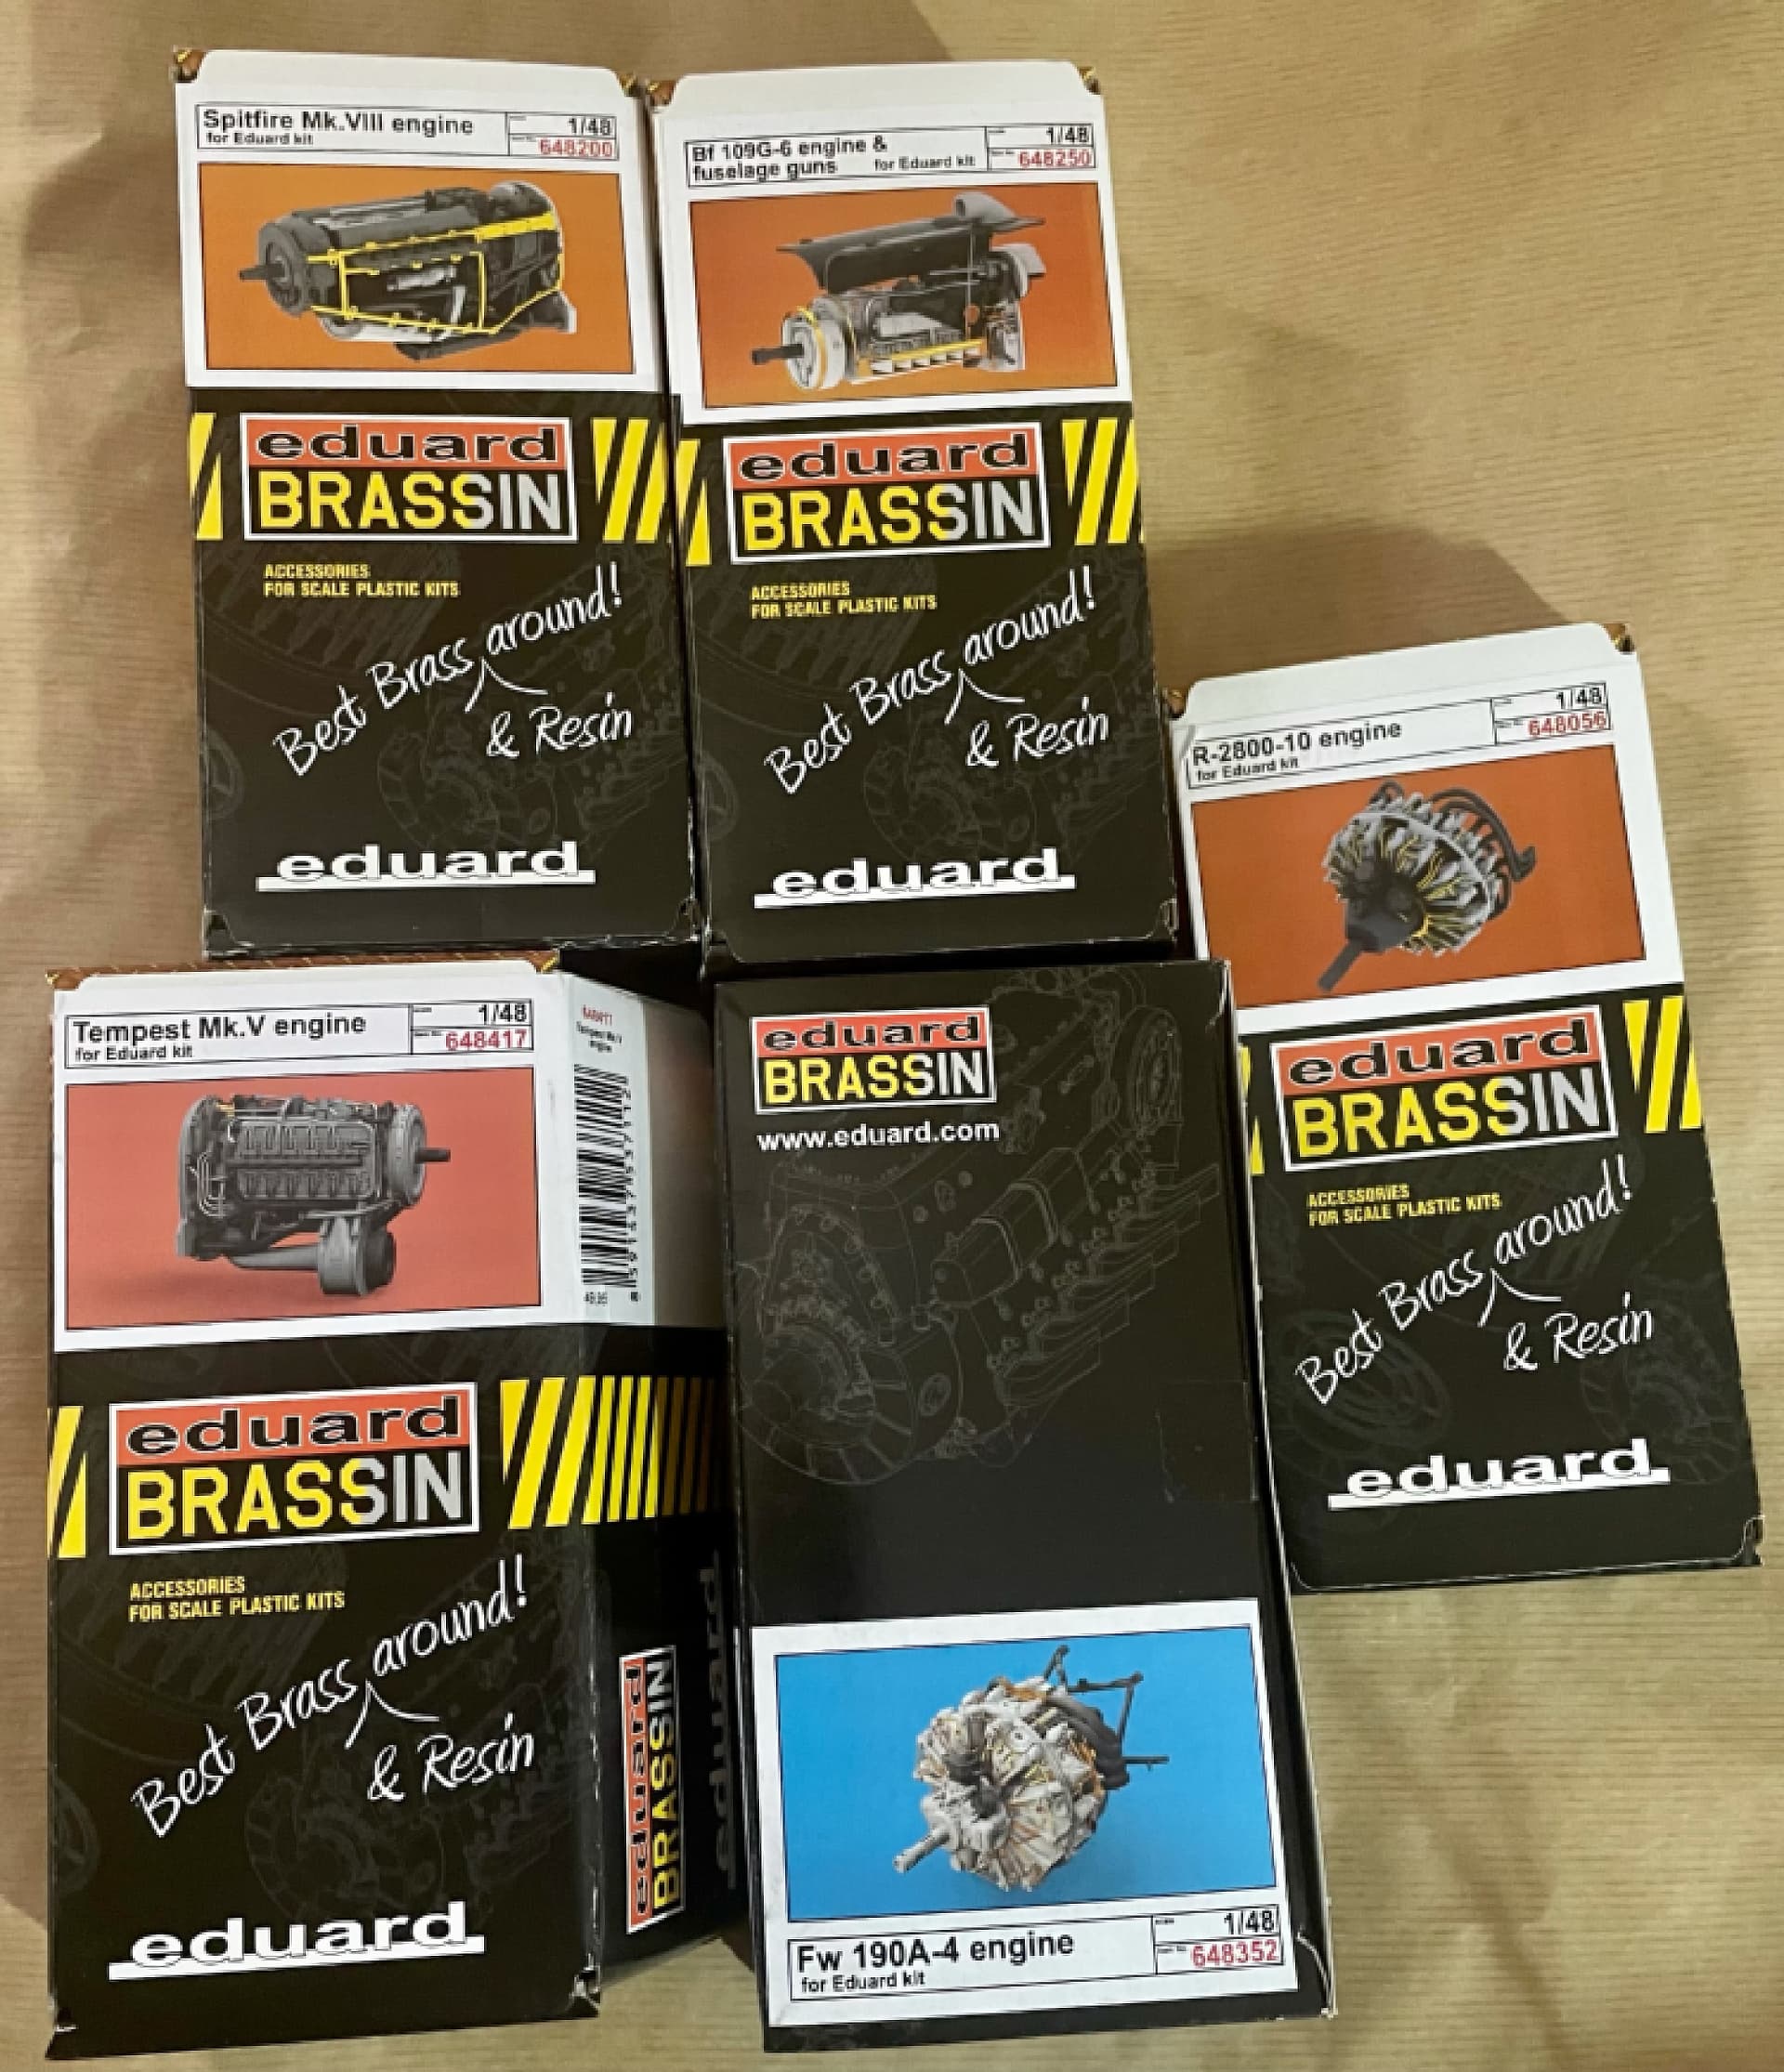 Spitfire Mk.VIII engine
for Eduard kit
1/48
648200
eduard
BRASSIN
ACCESSORIES
FOR SCALE PLASTIC KITS
Best Brass around!
& Resin
eduard
Bf 109G-6 engine &
fuselage guns for Eduard kit
1/48
648250
eduard
BRASSIN
ACCESSORIES
FOR SCALE PLASTIC KITS
Best Brass around!
& Resin
eduard
R-2800-10 engine
for Eduard kit
1/48
648056
eduard
BRASSIN
ACCESSORIES
FOR SCALE PLASTIC KITS
Best Brass around!
& Resin
eduard
Tempest Mk.V engine
for Eduard kit
1/48
648417
648417
Tempest Mk.V
engine
eduard
BRASSIN
ACCESSORIES
FOR SCALE PLASTIC KITS
Best Brass around!
& Resin
eduard
eduard
BRASSIN
eduard
eduard
BRASSIN
www.eduard.com
Fw 190A-4 engine
for Eduard kit
1/48
648352